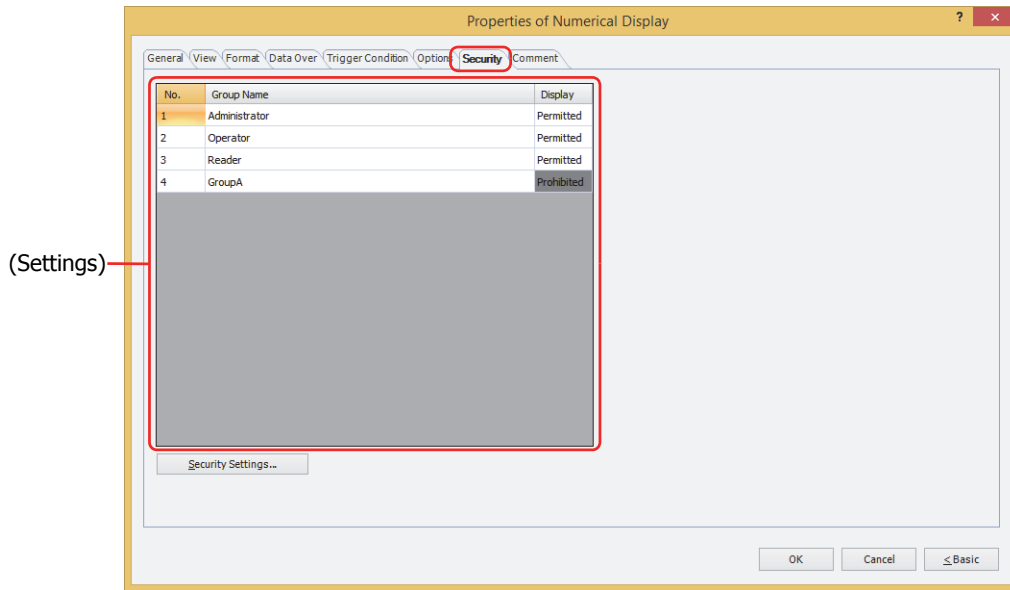 Properties of Numerical Display
? ×
General View Format Data Over Trigger Condition Option Security Comment
No. Group Name Display
1 Administrator Permitted
2 Operator Permitted
3 Reader Permitted
4 GroupA Prohibited
(Settings)
Security Settings...
OK Cancel < Basic